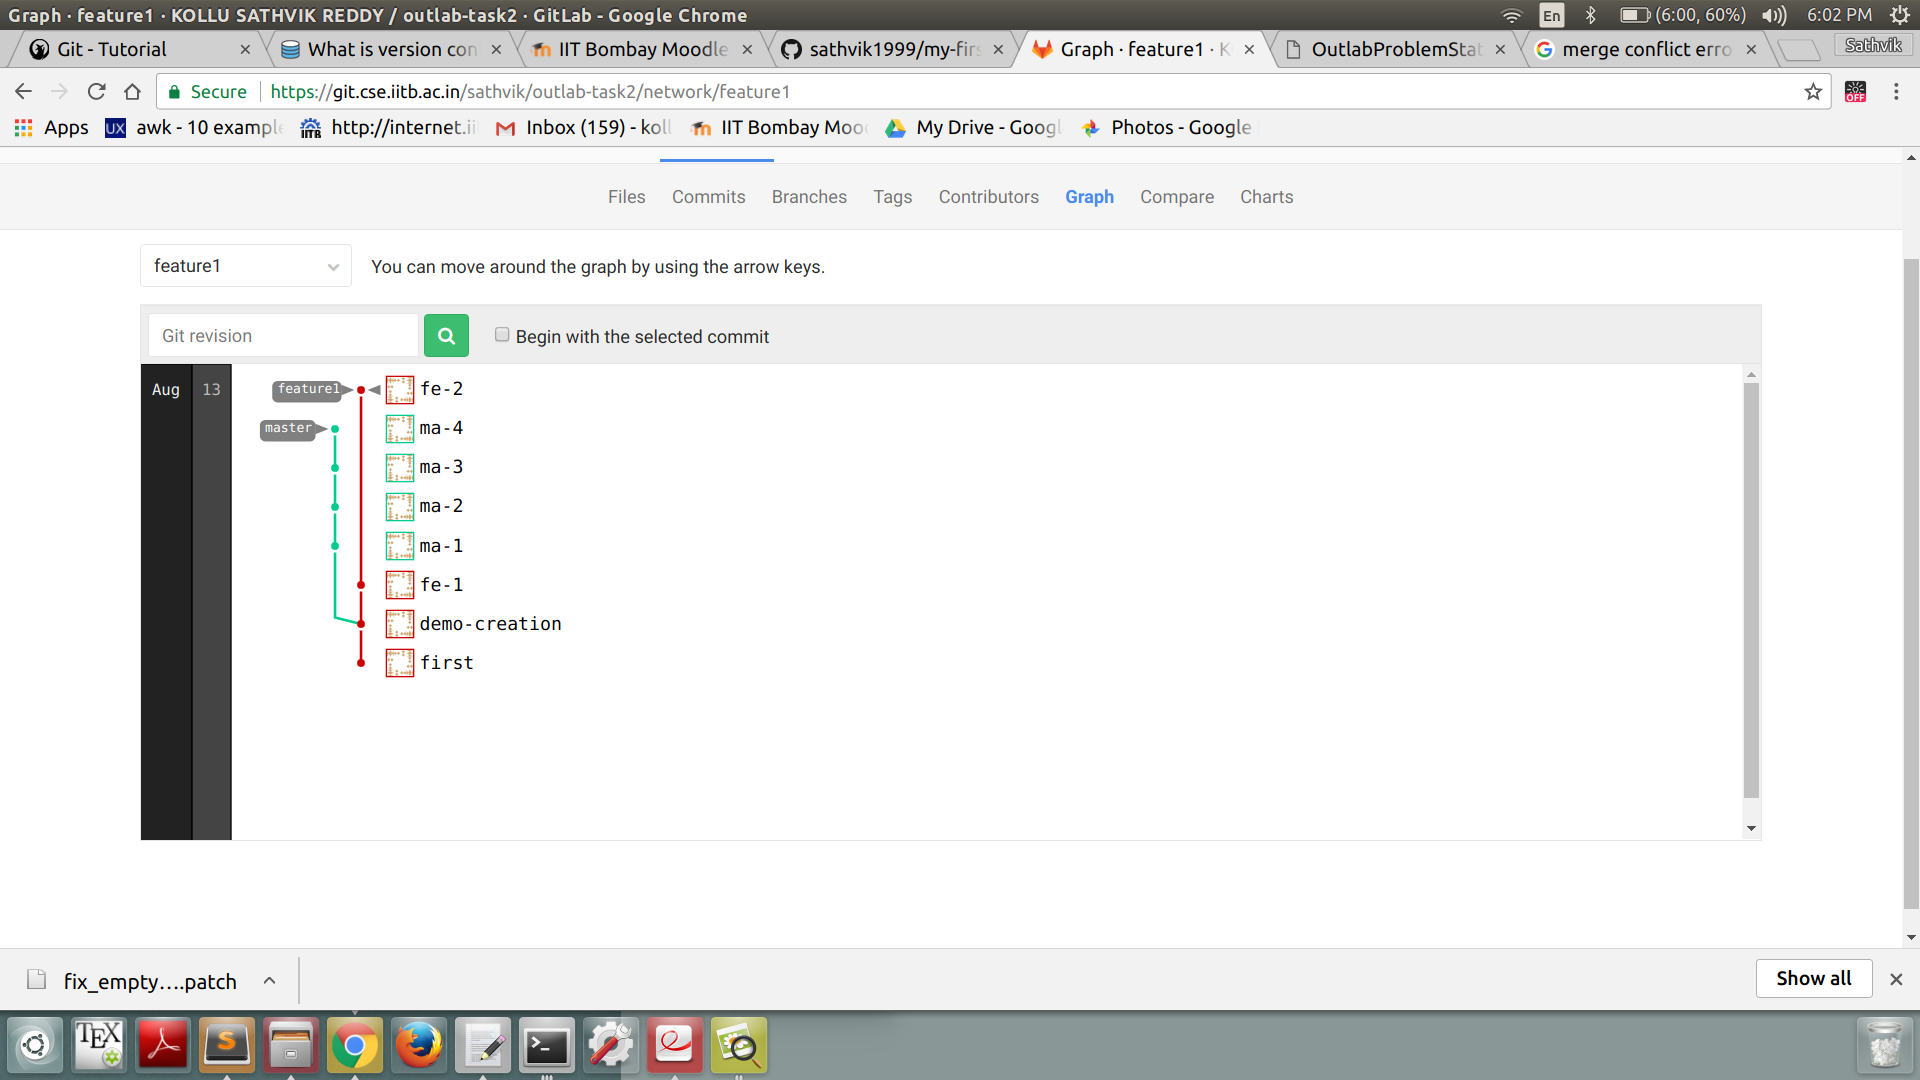 Graph · feature1 · KOLLU SATHVIK REDDY / outlab-task2 · GitLab - Google Chrome
En
(6:00, 60%)
6:02 PM
Git - Tutorial
What is version con
IIT Bombay Moodle
sathvik1999/my-firs
Graph · feature1 · K
OutlabProblemStat
merge conflict erro
Sathvik
Secure
https://git.cse.iitb.ac.in/sathvik/outlab-task2/network/feature1
OFF
Apps
UX
awk - 10 example
IITB
http://internet.ii
Inbox (159) - koll
IIT Bombay Moo
My Drive - Googl
Photos - Google
Files
Commits
Branches
Tags
Contributors
Graph
Compare
Charts
feature1
You can move around the graph by using the arrow keys.
Git revision
Begin with the selected commit
Aug
13
feature1
fe-2
master
ma-4
ma-3
ma-2
ma-1
fe-1
demo-creation
first
fix_empty....patch
Show all
TEX
S